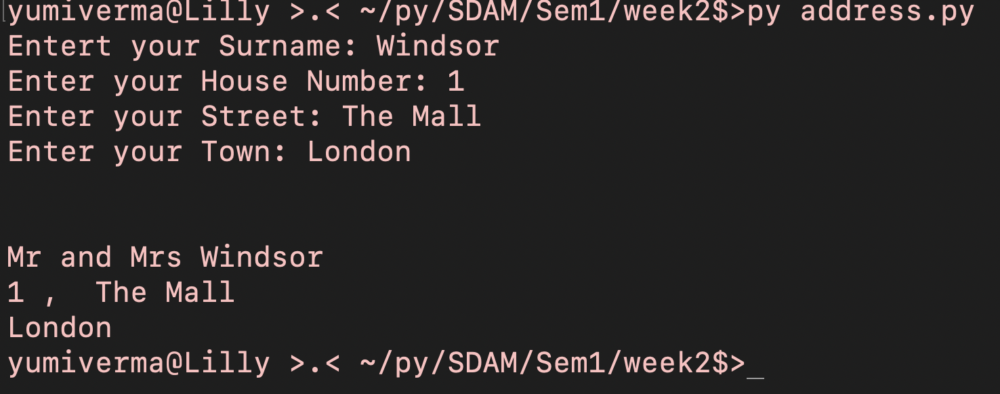 yumiverma@Lilly >.< ~/py/SDAM/Sem1/week2$>py address.py
Entert your Surname: Windsor
Enter your House Number: 1
Enter your Street: The Mall
Enter your Town: London
Mr and Mrs Windsor
1 ,  The Mall
London
yumiverma@Lilly >.< ~/py/SDAM/Sem1/week2$>_